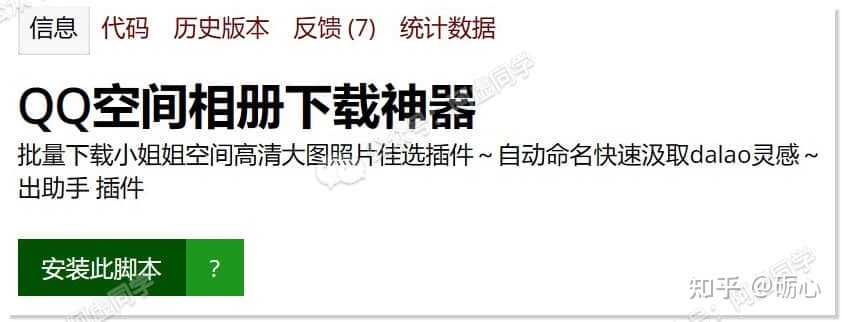 信息 代码 历史版本 反馈 (7) 统计数据
QQ空间相册下载神器
批量下载小姐姐空间高清大图照片佳选插件～自动命名快速汲取dalao灵感～
出助手 插件
安装此脚本 ?
知乎 @砺心